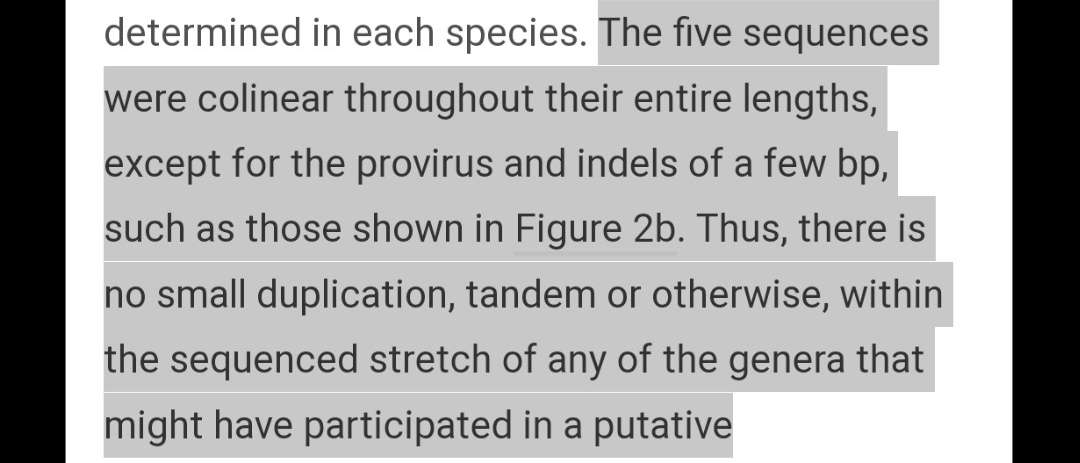 determined in each species. The five sequences
were colinear throughout their entire lengths,
except for the provirus and indels of a few bp,
such as those shown in Figure 2b. Thus, there is
no small duplication, tandem or otherwise, within
the sequenced stretch of any of the genera that
might have participated in a putative